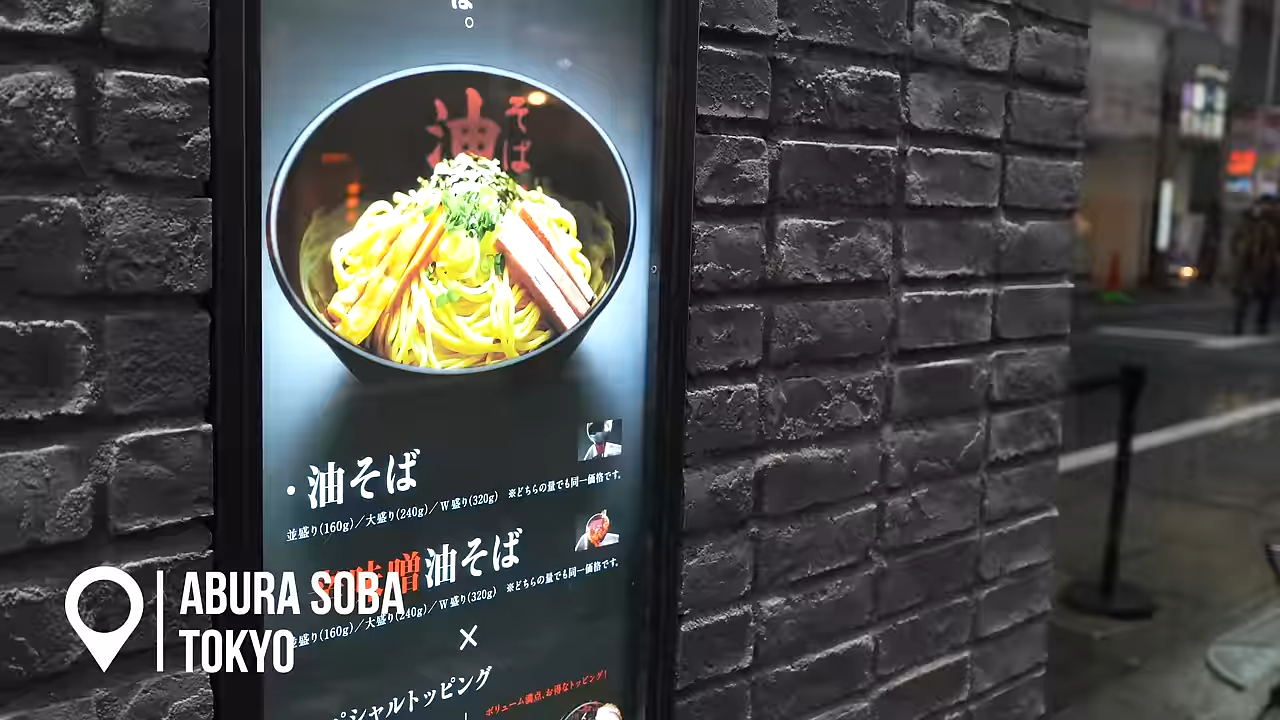 ば。
油そば
・油そば
並盛り(160g)／大盛り(240g)／W盛り(320g) ※どちらの量でも同一価格です。
味噌油そば
盛り(160g)／大盛り(240g)／W盛り(320g) ※どちらの量でも同一価格です。
×
ペシャルトッピング
ボリューム満点、お得なトッピング!
ABURA SOBA
TOKYO